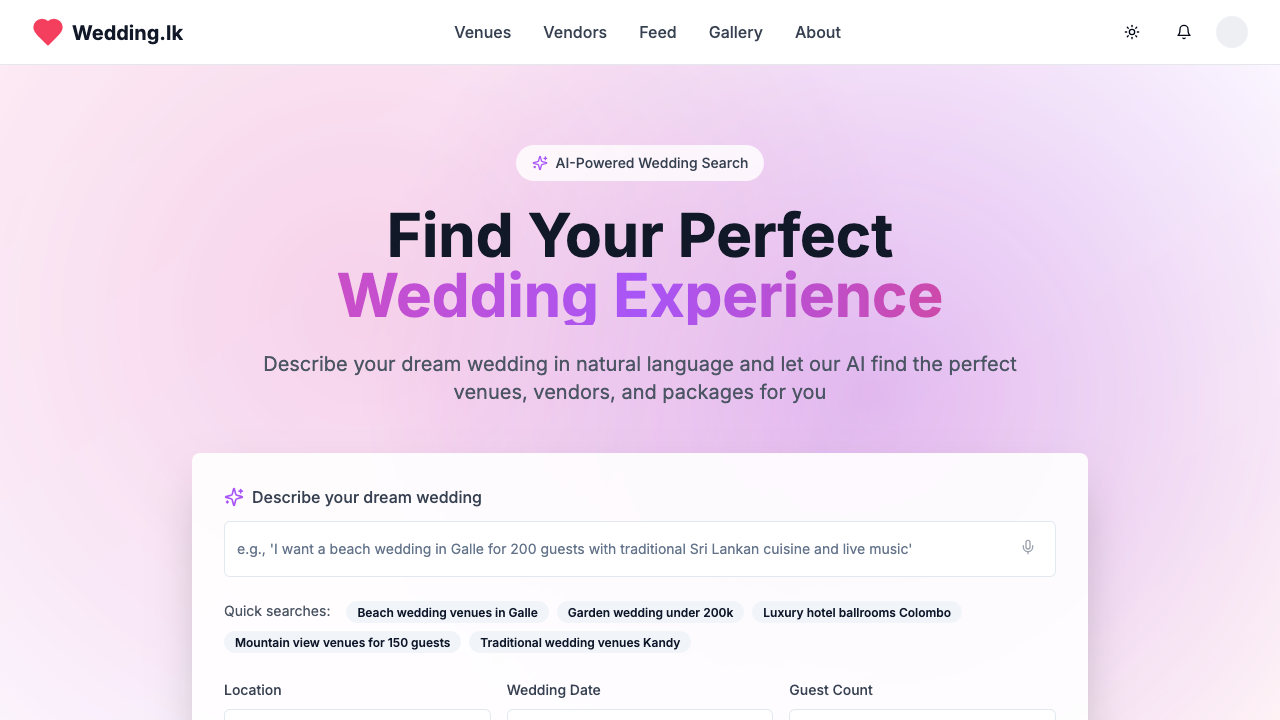 Wedding.lk
Venues
Vendors
Feed
Gallery
About
AI-Powered Wedding Search
Find Your Perfect
Wedding Experience
Describe your dream wedding in natural language and let our AI find the perfect
venues, vendors, and packages for you
Describe your dream wedding
e.g., 'I want a beach wedding in Galle for 200 guests with traditional Sri Lankan cuisine and live music'
Quick searches:
Beach wedding venues in Galle
Garden wedding under 200k
Luxury hotel ballrooms Colombo
Mountain view venues for 150 guests
Traditional wedding venues Kandy
Location
Wedding Date
Guest Count